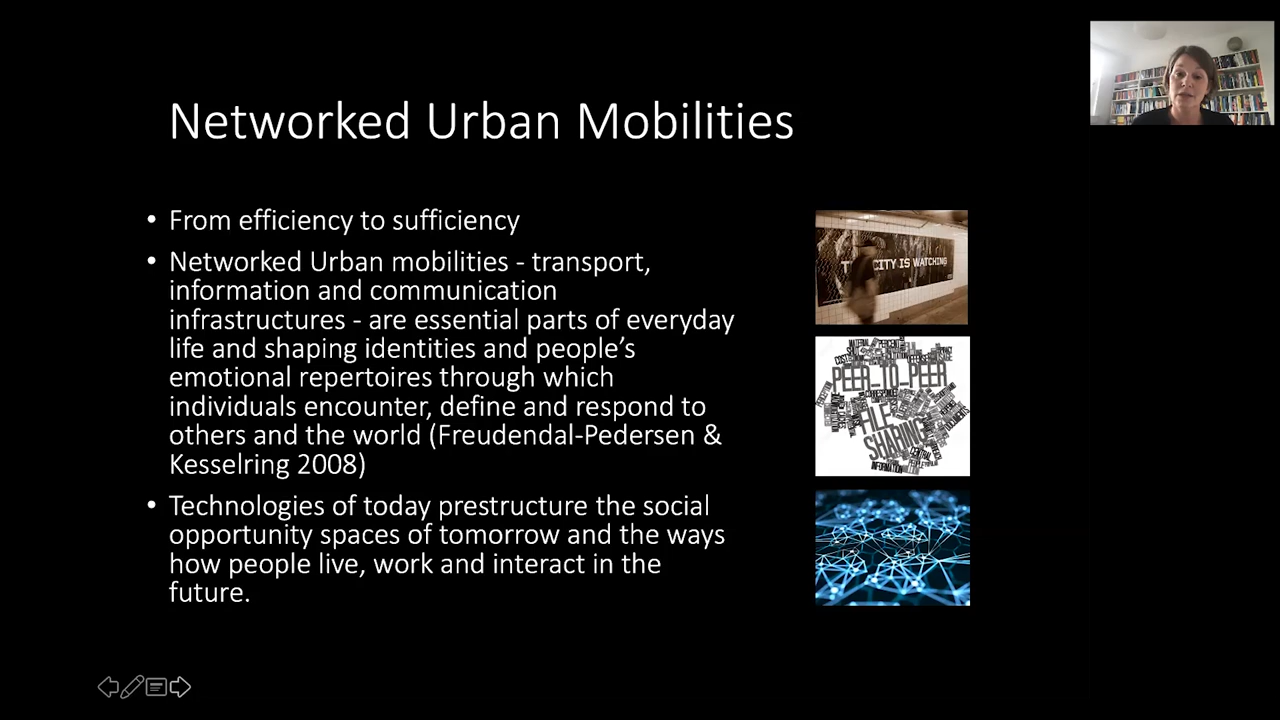 Networked Urban Mobilities
• From efficiency to sufficiency
• Networked Urban mobilities - transport,
information and communication
infrastructures - are essential parts of everyday
life and shaping identities and people's
emotional repertoires through which
individuals encounter, define and respond to
others and the world (Freudendal-Pedersen &
Kesselring 2008)
• Technologies of today prestructure the social
opportunity spaces of tomorrow and the ways
how people live, work and interact in the
future.
CITY IS WATCHING
PEER_TO_PEER
FILE
SHARING
INFORMATION